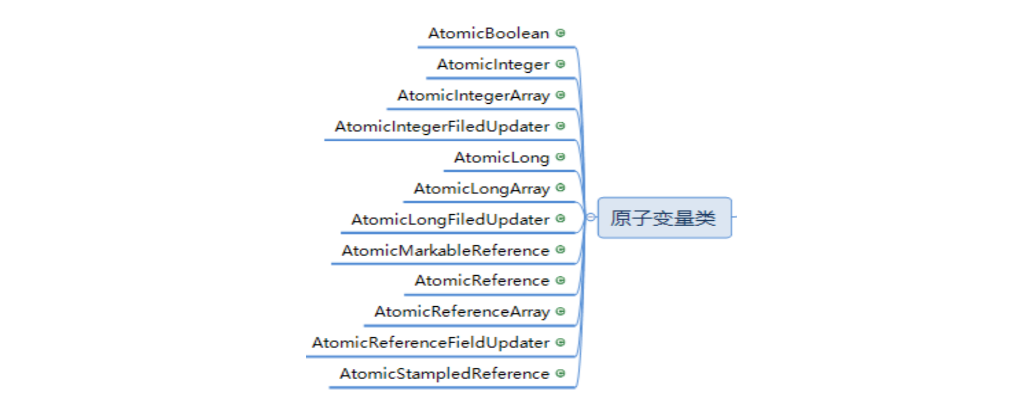 AtomicBoolean
AtomicInteger
AtomicIntegerArray
AtomicIntegerFiledUpdater
AtomicLong
AtomicLongArray
AtomicLongFiledUpdater
AtomicMarkableReference
AtomicReference
AtomicReferenceArray
AtomicReferenceFieldUpdater
AtomicStampledReference
原子变量类